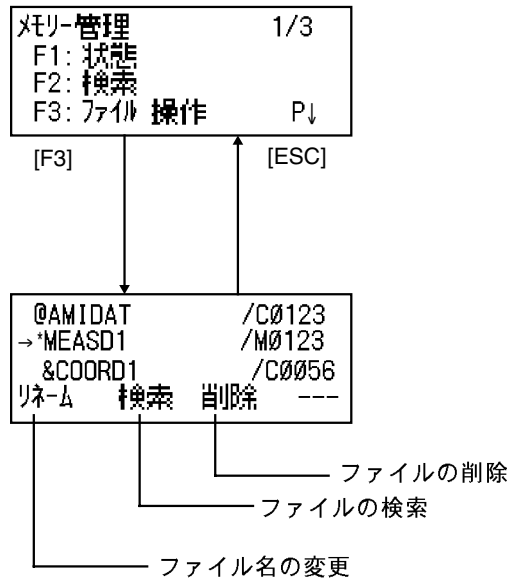 メモリー管理 1/3
F1: 状態
F2: 検索
F3: ファイル 操作 P↓
[F3] [ESC]
@AMIDAT /CØ123
→*MEASD1 /MØ123
&COORD1 /CØØ56
リネーム 検索 削除 ---
ファイルの削除
ファイルの検索
ファイル名の変更